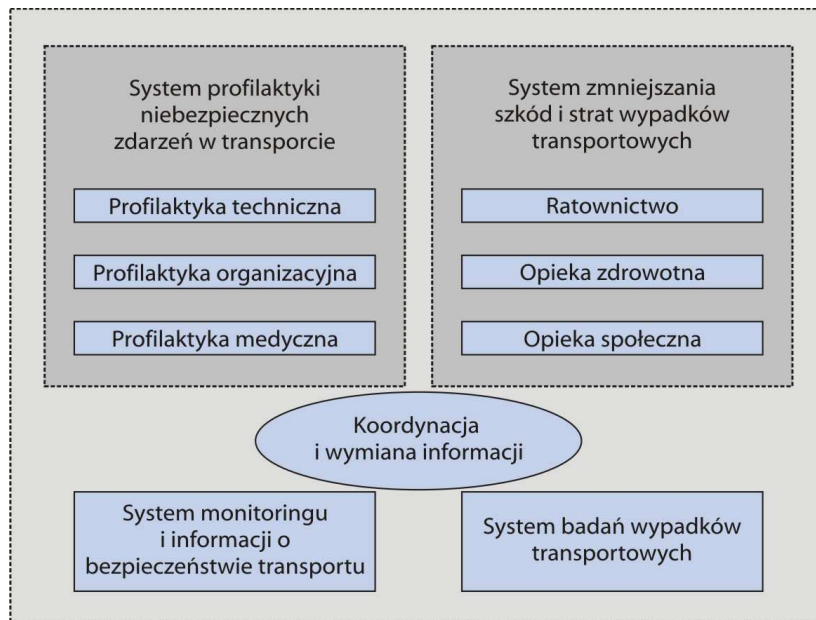 System profilaktyki
niebezpiecznych
zdarzeń w transporcie
Profilaktyka techniczna
Profilaktyka organizacyjna
Profilaktyka medyczna
System zmniejszania
szkód i strat wypadków
transportowych
Ratownictwo
Opieka zdrowotna
Opieka społeczna
Koordynacja
i wymiana informacji
System monitoringu
i informacji o
bezpieczeństwie transportu
System badań wypadków
transportowych